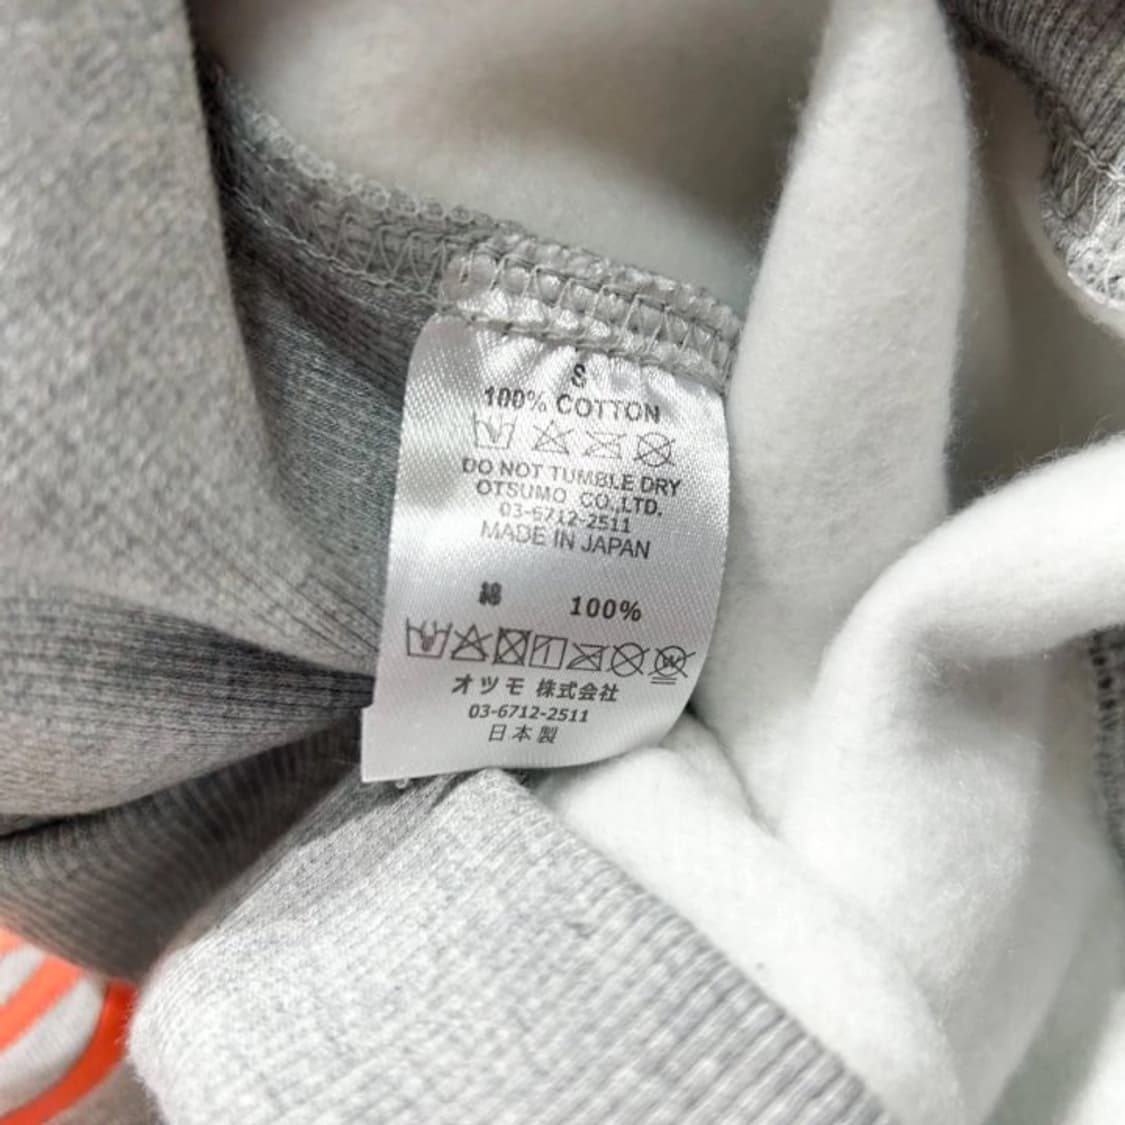 S
100% COTTON
DO NOT TUMBLE DRY
OTSUMO CO.,LTD.
03-6712-2511
MADE IN JAPAN
綿 100%
オツモ 株式会社
03-6712-2511
日本製